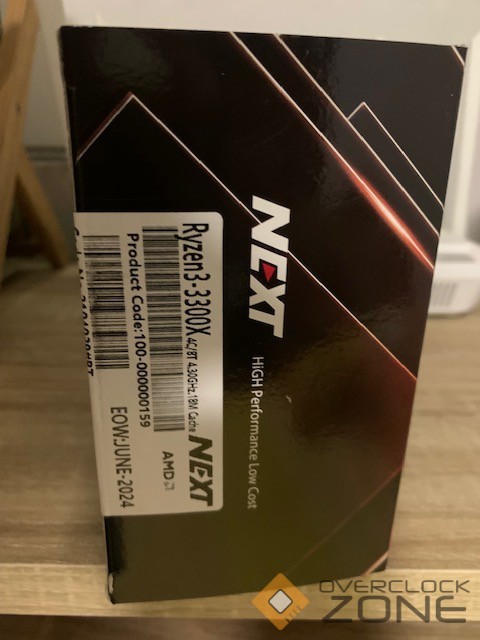 NEXT
HiGH Performance Low Cost
Ryzen3-3300X
4C/8T 4.30GHz.18M Cache
NEXT
Product Code:100-000000159
AMD
EOW:JUNE-2024
OVERCLOCK
ZONE